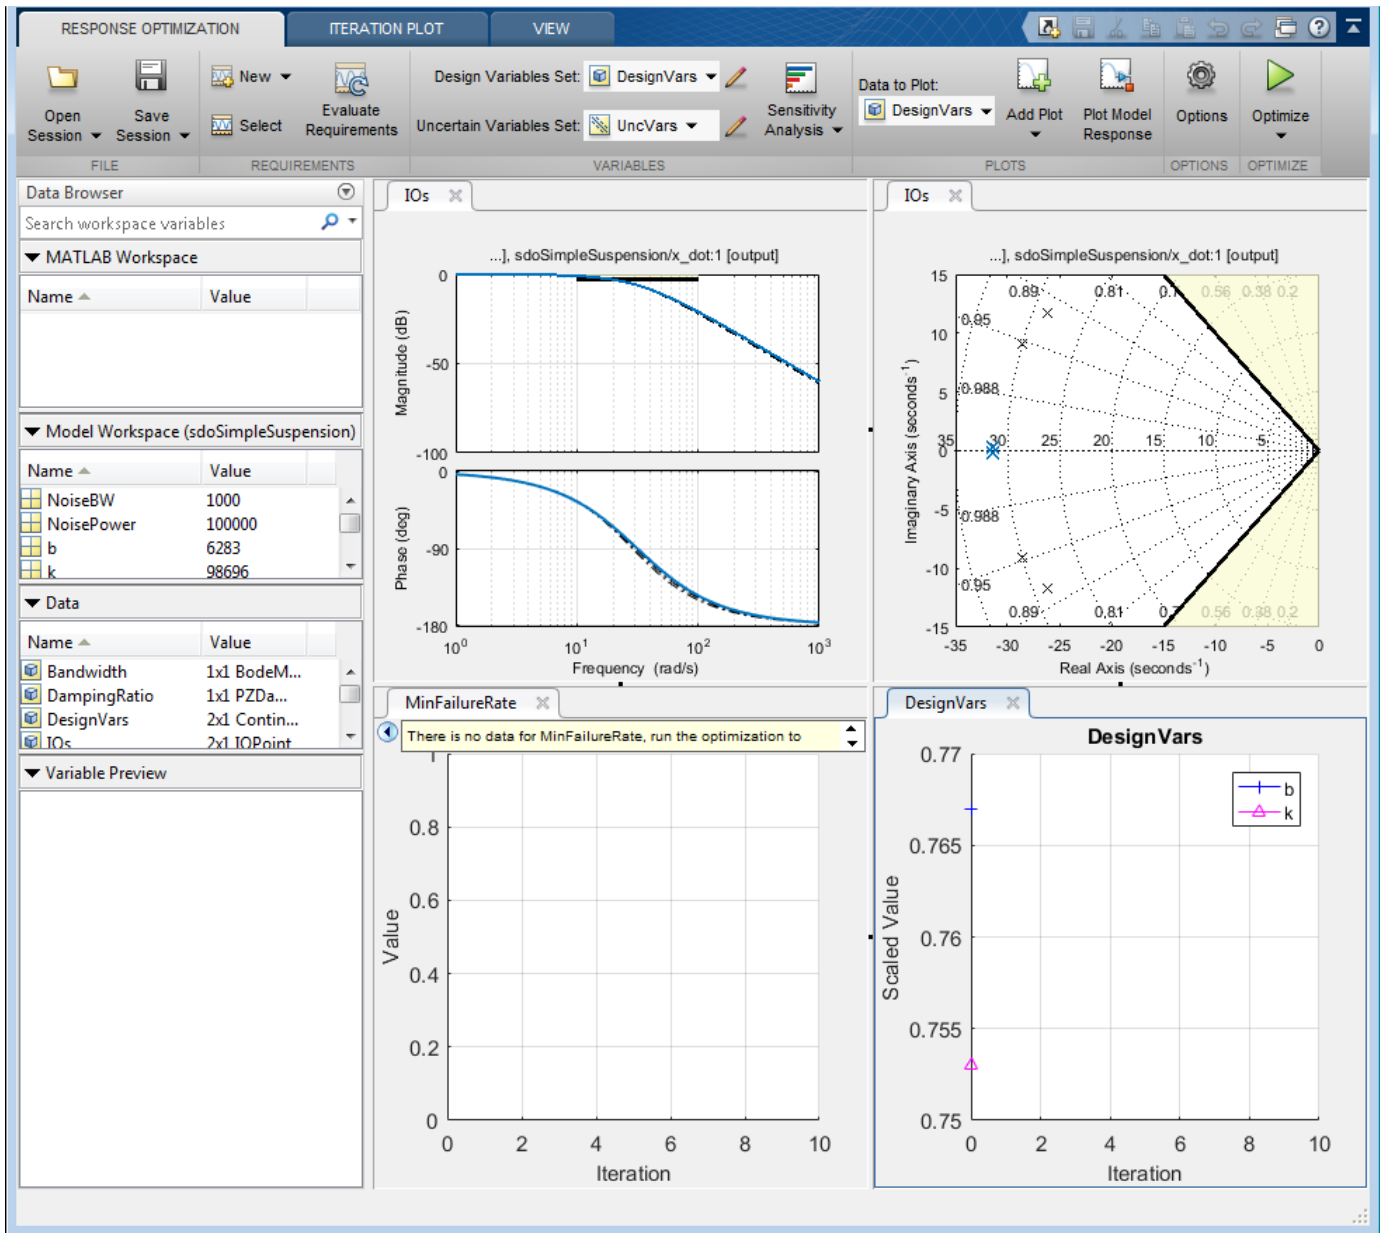 RESPONSE OPTIMIZATION
ITERATION PLOT
VIEW
Open Session
Save Session
New
Select
Evaluate Requirements
Design Variables Set:
DesignVars
Uncertain Variables Set:
UncVars
Sensitivity Analysis
Data to Plot:
DesignVars
Add Plot
Plot Model Response
Options
Optimize
FILE
REQUIREMENTS
VARIABLES
PLOTS
OPTIONS
OPTIMIZE
Data Browser
Search workspace variables
MATLAB Workspace
Name Value
Model Workspace (sdoSimpleSuspension)
Name Value
NoiseBW 1000
NoisePower 100000
b 6283
k 98696
Data
Name Value
Bandwidth 1x1 BodeM...
DampingRatio 1x1 PZDa...
DesignVars 2x1 Contin...
IOs 2x1 IOPoint
Variable Preview
IOs
...], sdoSimpleSuspension/x_dot:1 [output]
Magnitude (dB)
0
-50
-100
Phase (deg)
0
-90
-180
10⁰ 10¹ 10² 10³
Frequency (rad/s)
IOs
...], sdoSimpleSuspension/x_dot:1 [output]
Imaginary Axis (seconds⁻¹)
15
10
5
0
-5
-10
-15
0.89 0.81 0.7 0.56 0.38 0.2
0.95
0.988
35 30 25 20 15 10 5
0.988
0.95
0.89 0.81 0.7 0.56 0.38 0.2
-35 -30 -25 -20 -15 -10 -5 0
Real Axis (seconds⁻¹)
MinFailureRate
There is no data for MinFailureRate, run the optimization to
Value
1
0.8
0.6
0.4
0.2
0
0 2 4 6 8 10
Iteration
DesignVars
DesignVars
b
k
Scaled Value
0.77
0.765
0.76
0.755
0.75
0 2 4 6 8 10
Iteration